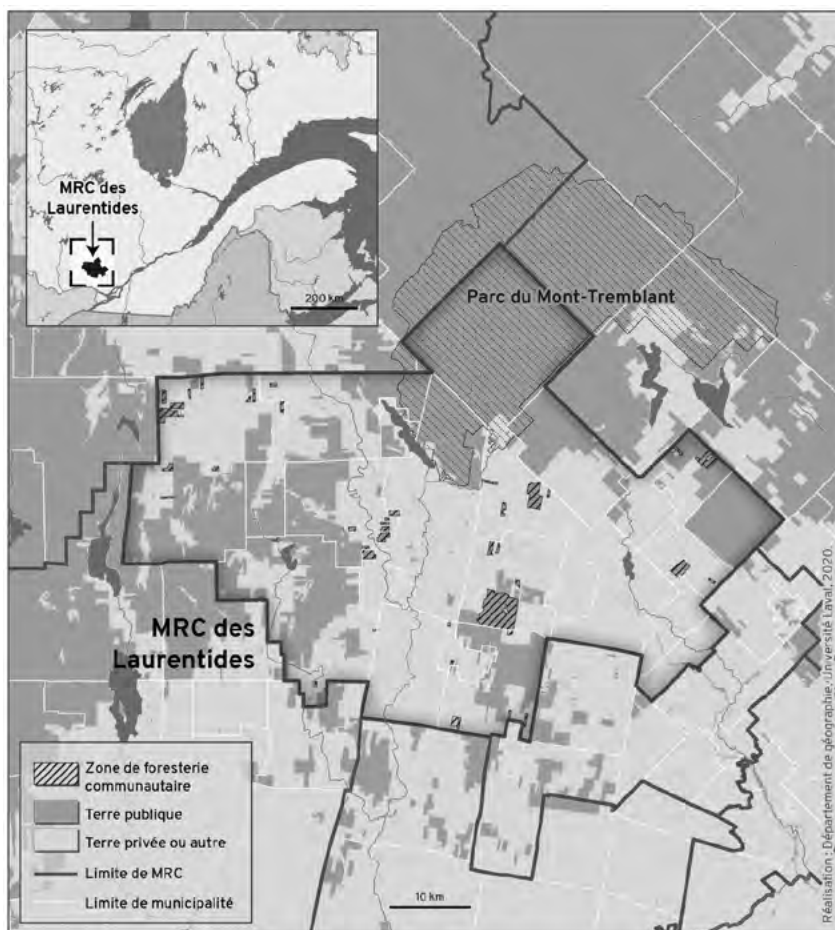 MRC des
Laurentides
200 km
Parc du Mont-Tremblant
MRC des
Laurentides
Zone de foresterie
communautaire
Terre publique
Terre privée ou autre
Limite de MRC
Limite de municipalité
10 km
Réalisation : Département de géographie, Université Laval, 2020.